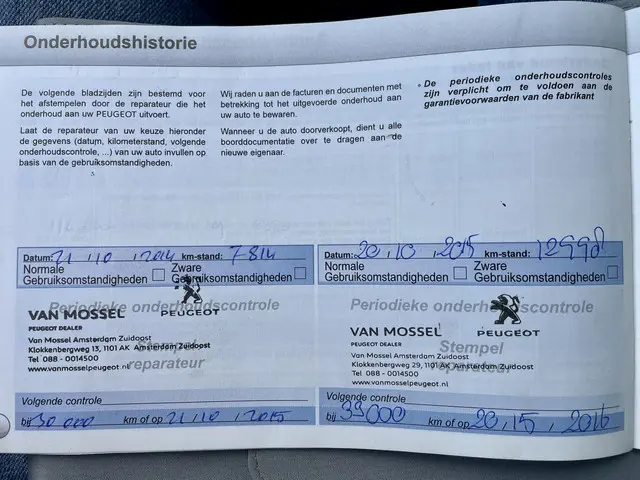 Onderhoudshistorie
De volgende bladzijden zijn bestemd voor
het afstempelen door de reparateur die het
onderhoud aan uw PEUGEOT uitvoert.
Laat de reparateur van uw keuze hieronder
de gegevens (datum, kilometerstand, volgende
onderhoudscontrole, ...) van uw auto invullen op
basis van de gebruiksomstandigheden.
Wij raden u aan de facturen en documenten met
betrekking tot het uitgevoerde onderhoud aan
uw auto te bewaren.
Wanneer u de auto doorverkoopt, dient u alle
boorddocumentatie over te dragen aan de
nieuwe eigenaar.
• De periodieke onderhoudscontroles
zijn verplicht om te voldoen aan de
garantievoorwaarden van de fabrikant
Datum: 21 / 10 / 2014 km-stand: 7814
Normale
Gebruiksomstandigheden
Zware
Gebruiksomstandigheden
Periodieke onderhoudscontrole
PEUGEOT
VAN MOSSEL
PEUGEOT DEALER
Stempel
reparateur
Van Mossel Amsterdam Zuidoost
Klokkenbergweg 13, 1101 AK Amsterdam Zuidoost
Tel 088 - 0014500
www.vanmosselpeugeot.nl
Volgende controle
bij 30 000 km of op 21 / 10 / 2015
Datum: 20 / 10 / 2015 km-stand: 12998
Normale
Gebruiksomstandigheden
Zware
Gebruiksomstandigheden
Periodieke onderhoudscontrole
PEUGEOT
VAN MOSSEL
PEUGEOT DEALER
Stempel
reparateur
Van Mossel Amsterdam Zuidoost
Klokkenbergweg 29, 1101 AK Amsterdam Zuidoost
Tel 088 - 0014500
www.vanmosselpeugeot.nl
Volgende controle
bij 33000 km of op 20 / 15 / 2016